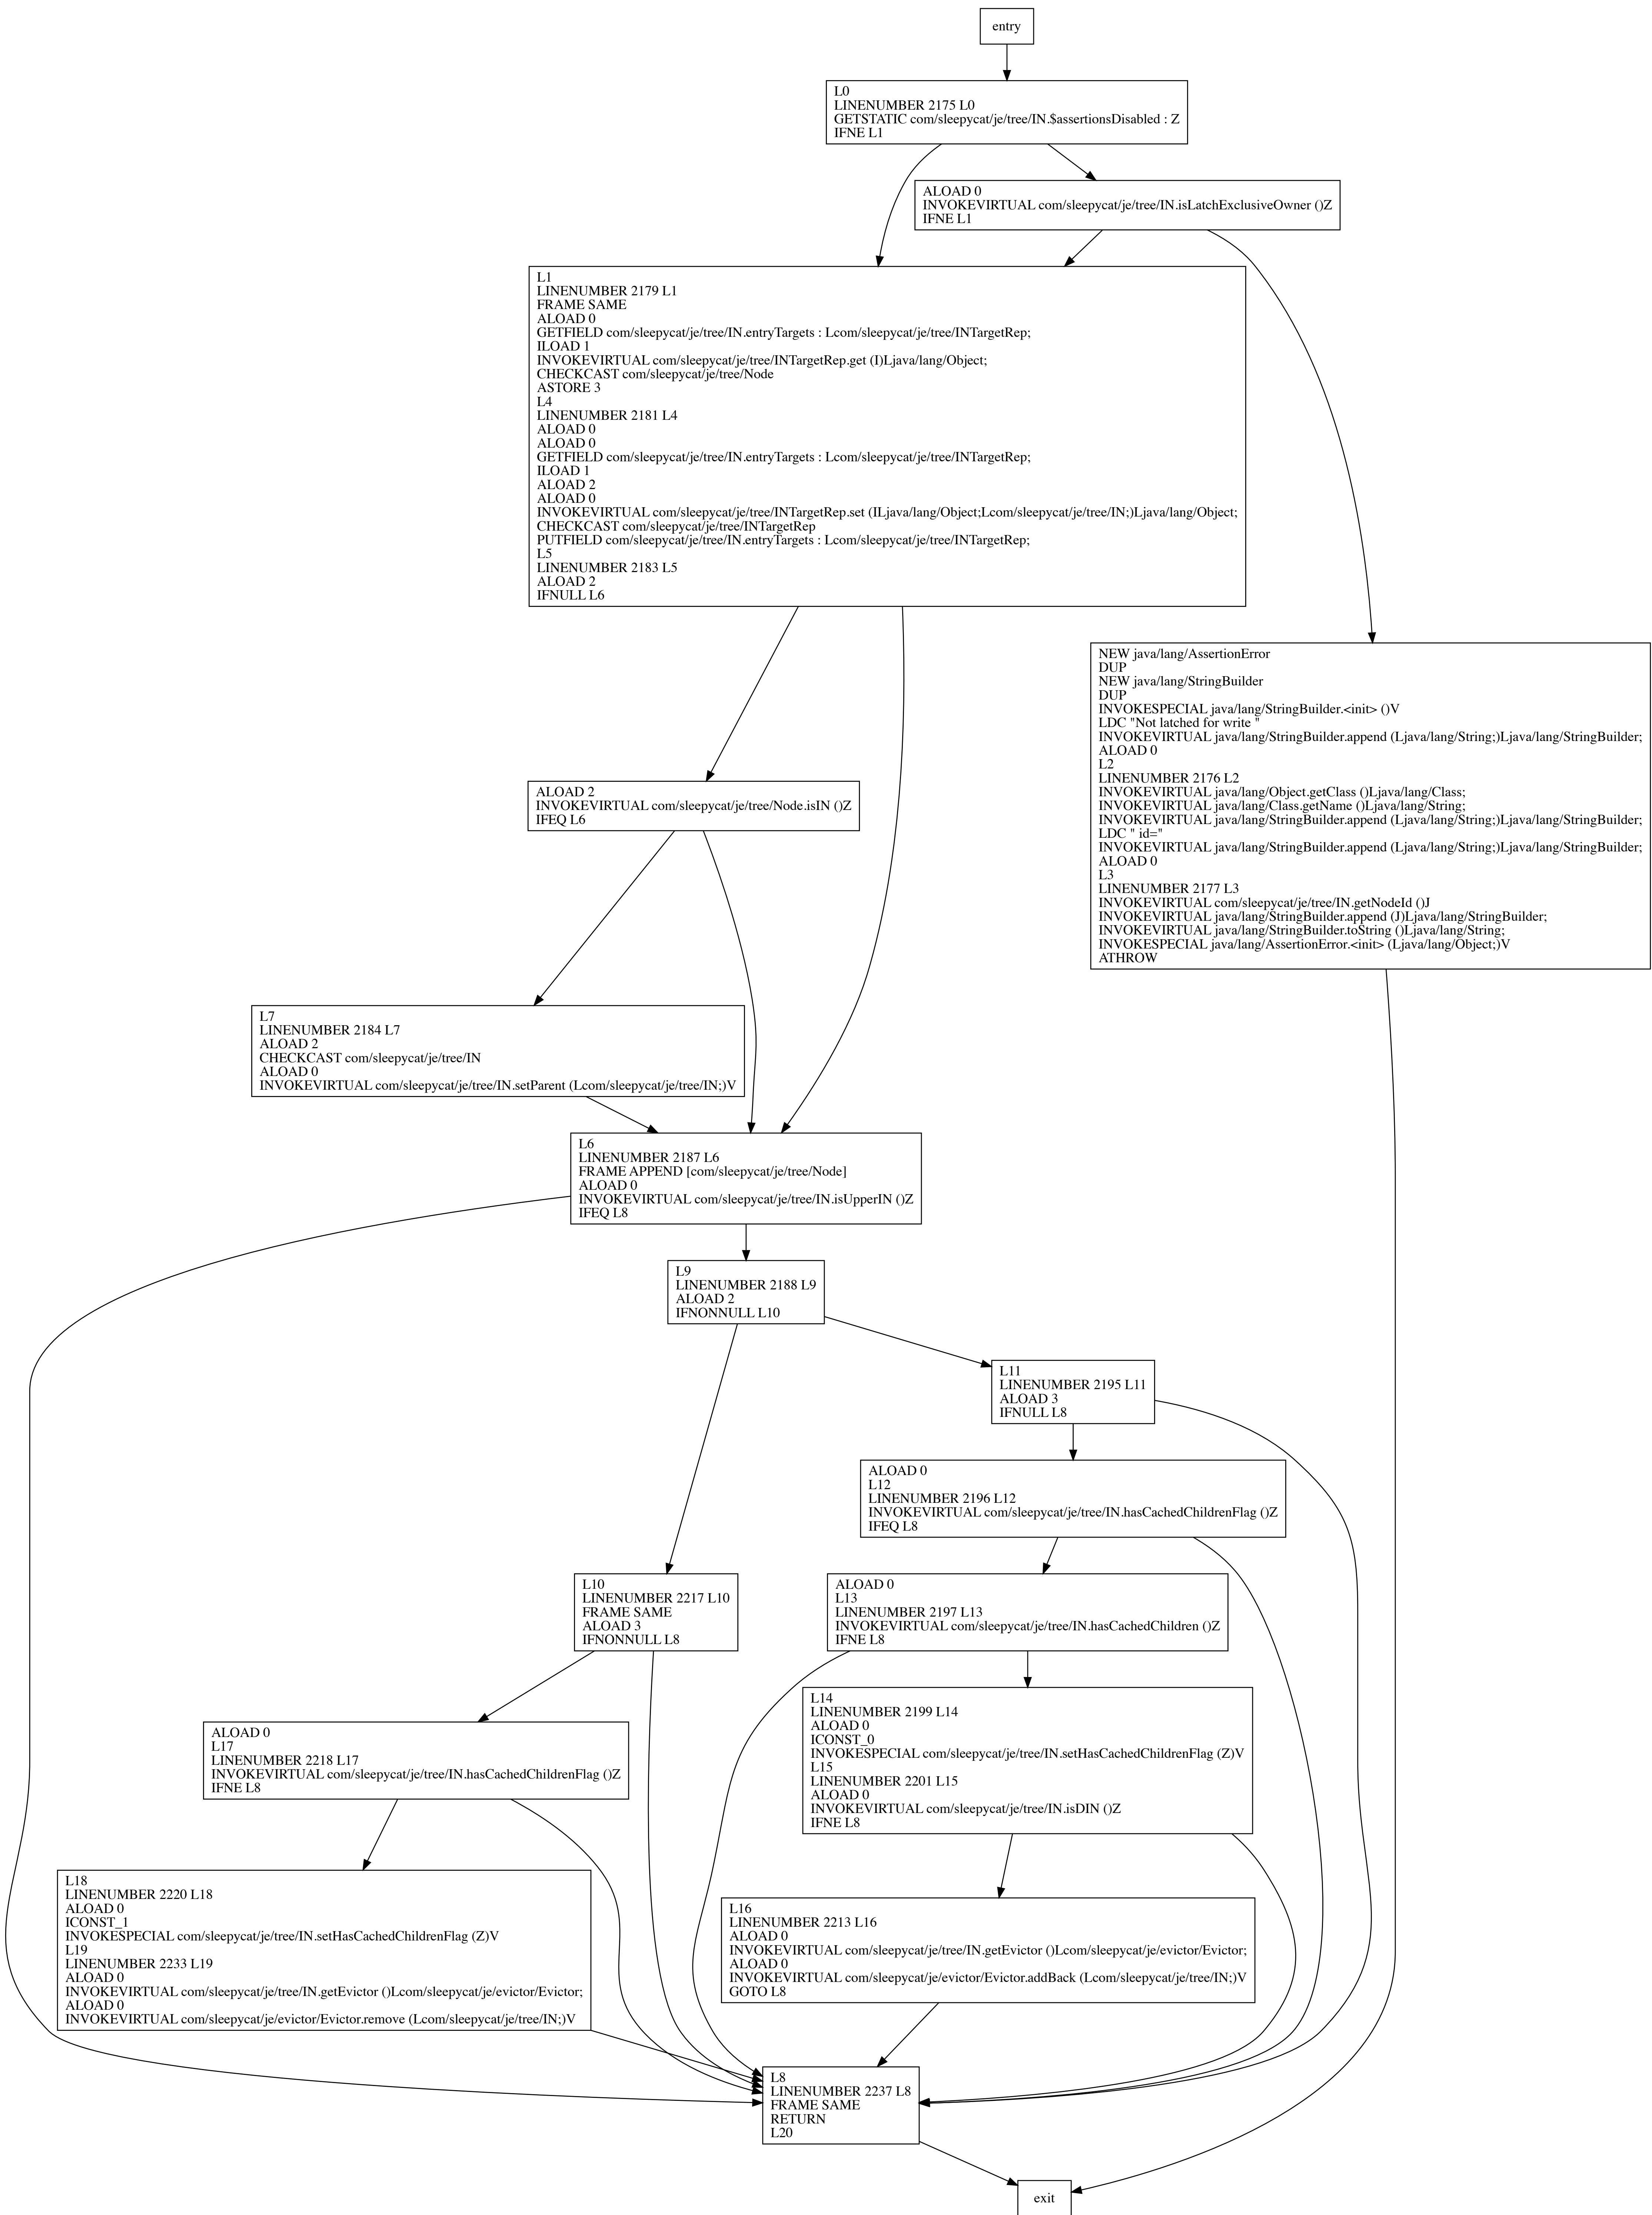 entry
L0
LINENUMBER 2175 L0
GETSTATIC com/sleepycat/je/tree/IN.$assertionsDisabled : Z
IFNE L1
ALOAD 0
INVOKEVIRTUAL com/sleepycat/je/tree/IN.isLatchExclusiveOwner ()Z
IFNE L1
L1
LINENUMBER 2179 L1
FRAME SAME
ALOAD 0
GETFIELD com/sleepycat/je/tree/IN.entryTargets : Lcom/sleepycat/je/tree/INTargetRep;
ILOAD 1
INVOKEVIRTUAL com/sleepycat/je/tree/INTargetRep.get (I)Ljava/lang/Object;
CHECKCAST com/sleepycat/je/tree/Node
ASTORE 3
L4
LINENUMBER 2181 L4
ALOAD 0
ALOAD 0
GETFIELD com/sleepycat/je/tree/IN.entryTargets : Lcom/sleepycat/je/tree/INTargetRep;
ILOAD 1
ALOAD 2
ALOAD 0
INVOKEVIRTUAL com/sleepycat/je/tree/INTargetRep.set (ILjava/lang/Object;Lcom/sleepycat/je/tree/IN;)Ljava/lang/Object;
CHECKCAST com/sleepycat/je/tree/INTargetRep
PUTFIELD com/sleepycat/je/tree/IN.entryTargets : Lcom/sleepycat/je/tree/INTargetRep;
L5
LINENUMBER 2183 L5
ALOAD 2
IFNULL L6
NEW java/lang/AssertionError
DUP
NEW java/lang/StringBuilder
DUP
INVOKESPECIAL java/lang/StringBuilder.<init> ()V
LDC "Not latched for write "
INVOKEVIRTUAL java/lang/StringBuilder.append (Ljava/lang/String;)Ljava/lang/StringBuilder;
ALOAD 0
L2
LINENUMBER 2176 L2
INVOKEVIRTUAL java/lang/Object.getClass ()Ljava/lang/Class;
INVOKEVIRTUAL java/lang/Class.getName ()Ljava/lang/String;
INVOKEVIRTUAL java/lang/StringBuilder.append (Ljava/lang/String;)Ljava/lang/StringBuilder;
LDC " id="
INVOKEVIRTUAL java/lang/StringBuilder.append (Ljava/lang/String;)Ljava/lang/StringBuilder;
ALOAD 0
L3
LINENUMBER 2177 L3
INVOKEVIRTUAL com/sleepycat/je/tree/IN.getNodeId ()J
INVOKEVIRTUAL java/lang/StringBuilder.append (J)Ljava/lang/StringBuilder;
INVOKEVIRTUAL java/lang/StringBuilder.toString ()Ljava/lang/String;
INVOKESPECIAL java/lang/AssertionError.<init> (Ljava/lang/Object;)V
ATHROW
ALOAD 2
INVOKEVIRTUAL com/sleepycat/je/tree/Node.isIN ()Z
IFEQ L6
L7
LINENUMBER 2184 L7
ALOAD 2
CHECKCAST com/sleepycat/je/tree/IN
ALOAD 0
INVOKEVIRTUAL com/sleepycat/je/tree/IN.setParent (Lcom/sleepycat/je/tree/IN;)V
L6
LINENUMBER 2187 L6
FRAME APPEND [com/sleepycat/je/tree/Node]
ALOAD 0
INVOKEVIRTUAL com/sleepycat/je/tree/IN.isUpperIN ()Z
IFEQ L8
L9
LINENUMBER 2188 L9
ALOAD 2
IFNONNULL L10
L11
LINENUMBER 2195 L11
ALOAD 3
IFNULL L8
ALOAD 0
L12
LINENUMBER 2196 L12
INVOKEVIRTUAL com/sleepycat/je/tree/IN.hasCachedChildrenFlag ()Z
IFEQ L8
L10
LINENUMBER 2217 L10
FRAME SAME
ALOAD 3
IFNONNULL L8
ALOAD 0
L13
LINENUMBER 2197 L13
INVOKEVIRTUAL com/sleepycat/je/tree/IN.hasCachedChildren ()Z
IFNE L8
L14
LINENUMBER 2199 L14
ALOAD 0
ICONST_0
INVOKESPECIAL com/sleepycat/je/tree/IN.setHasCachedChildrenFlag (Z)V
L15
LINENUMBER 2201 L15
ALOAD 0
INVOKEVIRTUAL com/sleepycat/je/tree/IN.isDIN ()Z
IFNE L8
ALOAD 0
L17
LINENUMBER 2218 L17
INVOKEVIRTUAL com/sleepycat/je/tree/IN.hasCachedChildrenFlag ()Z
IFNE L8
L18
LINENUMBER 2220 L18
ALOAD 0
ICONST_1
INVOKESPECIAL com/sleepycat/je/tree/IN.setHasCachedChildrenFlag (Z)V
L19
LINENUMBER 2233 L19
ALOAD 0
INVOKEVIRTUAL com/sleepycat/je/tree/IN.getEvictor ()Lcom/sleepycat/je/evictor/Evictor;
ALOAD 0
INVOKEVIRTUAL com/sleepycat/je/evictor/Evictor.remove (Lcom/sleepycat/je/tree/IN;)V
L16
LINENUMBER 2213 L16
ALOAD 0
INVOKEVIRTUAL com/sleepycat/je/tree/IN.getEvictor ()Lcom/sleepycat/je/evictor/Evictor;
ALOAD 0
INVOKEVIRTUAL com/sleepycat/je/evictor/Evictor.addBack (Lcom/sleepycat/je/tree/IN;)V
GOTO L8
L8
LINENUMBER 2237 L8
FRAME SAME
RETURN
L20
exit